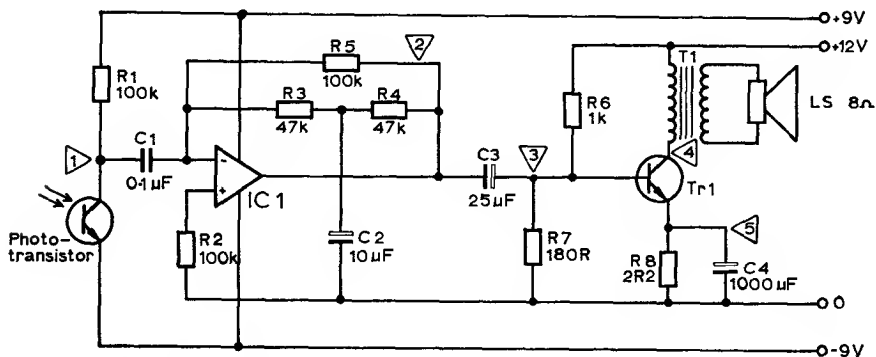 +9V
+12V
R5
100k
2
T1
R1
100k
R3
47k
R4
47k
R6
1k
LS 8Ω
1
C1
0·1µF
-
+
IC1
C3
25µF
3
4
Tr1
Photo-
transistor
R2
100k
C2
10µF
R7
180R
5
R8
2R2
C4
1000µF
0
-9V